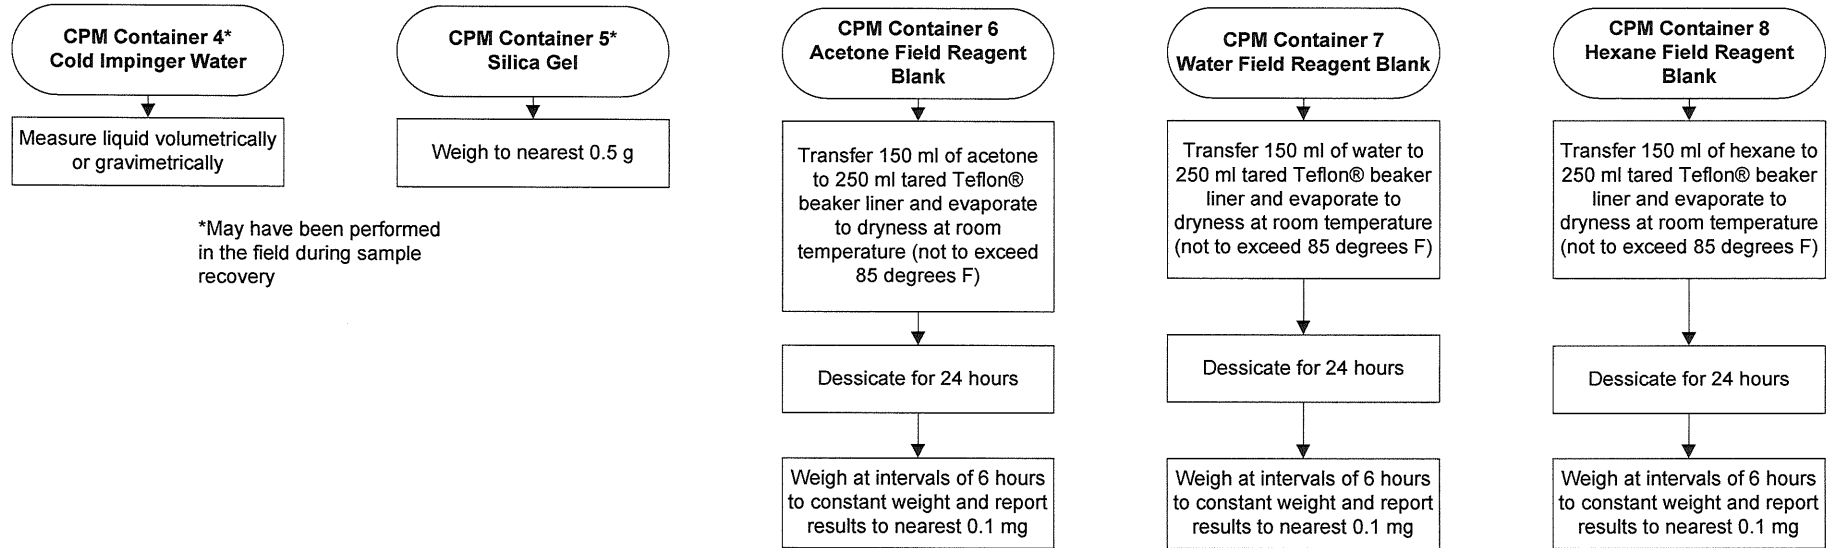 CPM Container 4*
Cold Impinger Water
Measure liquid volumetrically
or gravimetrically
CPM Container 5*
Silica Gel
Weigh to nearest 0.5 g
*May have been performed
in the field during sample
recovery
CPM Container 6
Acetone Field Reagent
Blank
Transfer 150 ml of acetone
to 250 ml tared Teflon®
beaker liner and evaporate
to dryness at room
temperature (not to exceed
85 degrees F)
Dessicate for 24 hours
Weigh at intervals of 6 hours
to constant weight and report
results to nearest 0.1 mg
CPM Container 7
Water Field Reagent Blank
Transfer 150 ml of water to
250 ml tared Teflon® beaker
liner and evaporate to
dryness at room temperature
(not to exceed 85 degrees F)
Dessicate for 24 hours
Weigh at intervals of 6 hours
to constant weight and report
results to nearest 0.1 mg
CPM Container 8
Hexane Field Reagent
Blank
Transfer 150 ml of hexane to
250 ml tared Teflon® beaker
liner and evaporate to
dryness at room temperature
(not to exceed 85 degrees F)
Dessicate for 24 hours
Weigh at intervals of 6 hours
to constant weight and report
results to nearest 0.1 mg